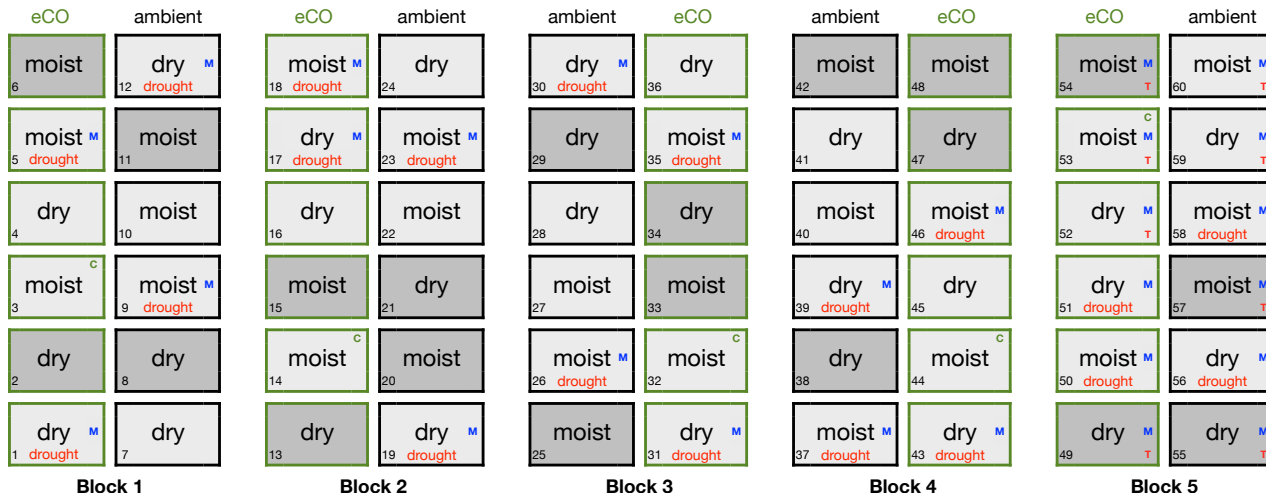 eCO ambient eCO ambient ambient eCO ambient eCO eCO ambient
moist dry M moist M dry dry M dry moist moist moist M moist M
6 12 drought 18 drought 24 30 drought 36 42 48 54 T 60 T
C
moist M moist dry M moist M dry moist M dry dry moist M dry M
5 drought 11 17 drought 23 drought 29 35 drought 41 47 53 T 59 T
dry moist dry moist dry dry moist moist M dry M moist M
4 10 16 22 28 34 40 46 drought 52 T 58 drought
C
moist moist M moist dry moist moist dry M dry dry M moist M
3 9 drought 15 21 27 33 39 drought 45 51 drought 57 T
C C C
dry dry moist moist moist M moist dry moist moist M dry M
2 8 14 20 26 drought 32 38 44 50 drought 56 drought
dry M dry dry dry M moist dry M moist M dry M dry M dry M
1 drought 7 13 19 drought 25 31 drought 37 drought 43 drought 49 T 55 T
Block 1 Block 2 Block 3 Block 4 Block 5